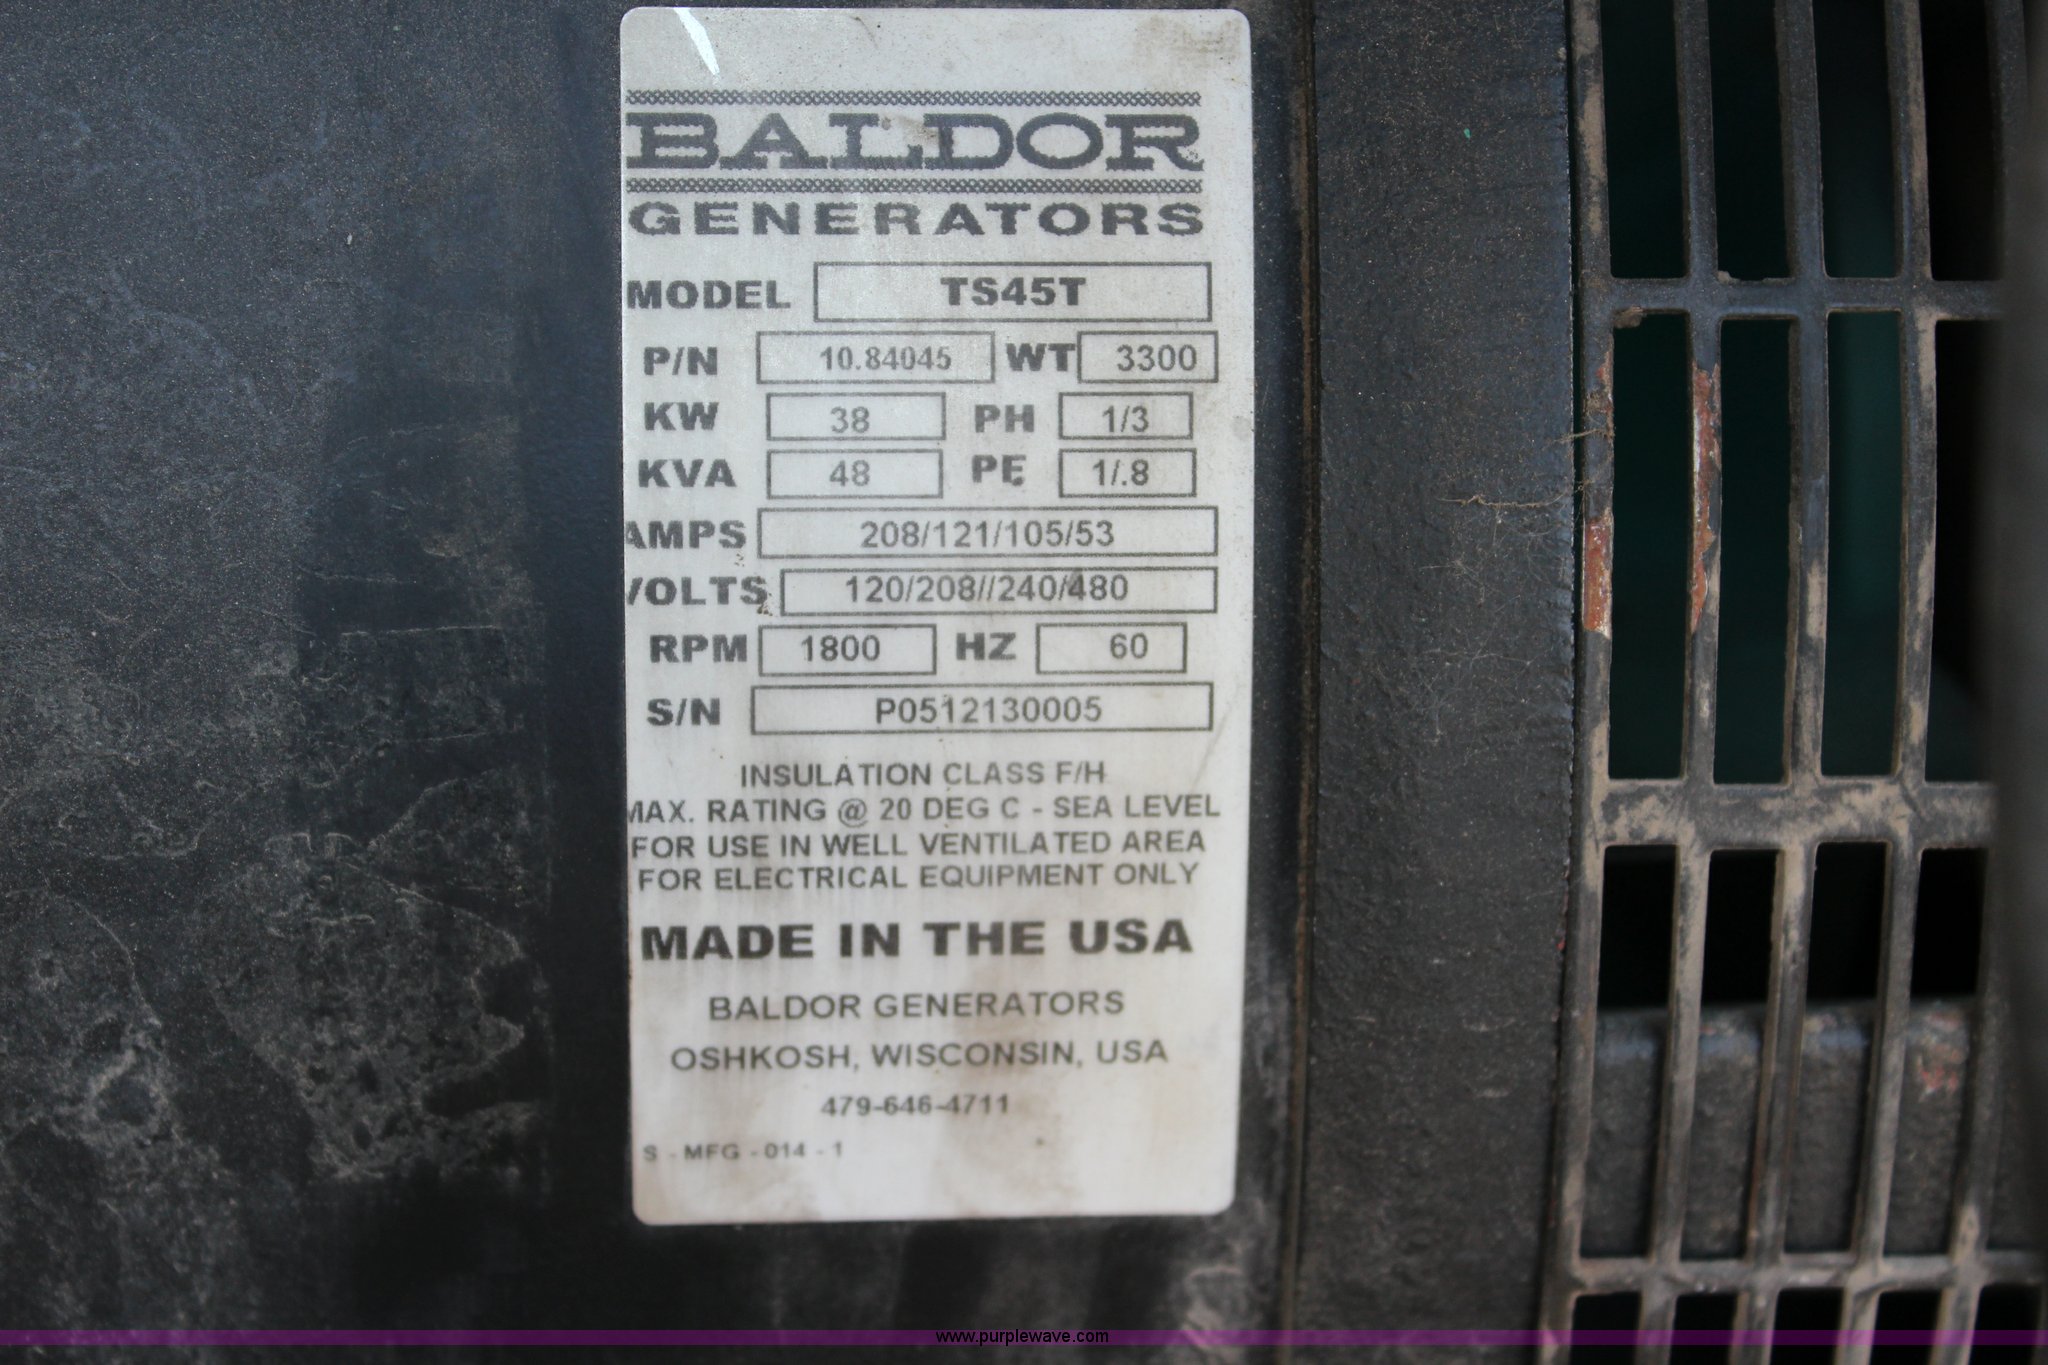 BALDOR
GENERATORS
MODEL TS45T
P/N 10.84045 WT 3300
KW 38 PH 1/3
KVA 48 PF 1/.8
AMPS 208/121/105/53
VOLTS 120/208//240/480
RPM 1800 HZ 60
S/N P0512130005
INSULATION CLASS F/H
MAX. RATING @ 20 DEG C - SEA LEVEL
FOR USE IN WELL VENTILATED AREA
FOR ELECTRICAL EQUIPMENT ONLY
MADE IN THE USA
BALDOR GENERATORS
OSHKOSH, WISCONSIN, USA
479-646-4711
S - MFG - 014 - 1
www.purplewave.com